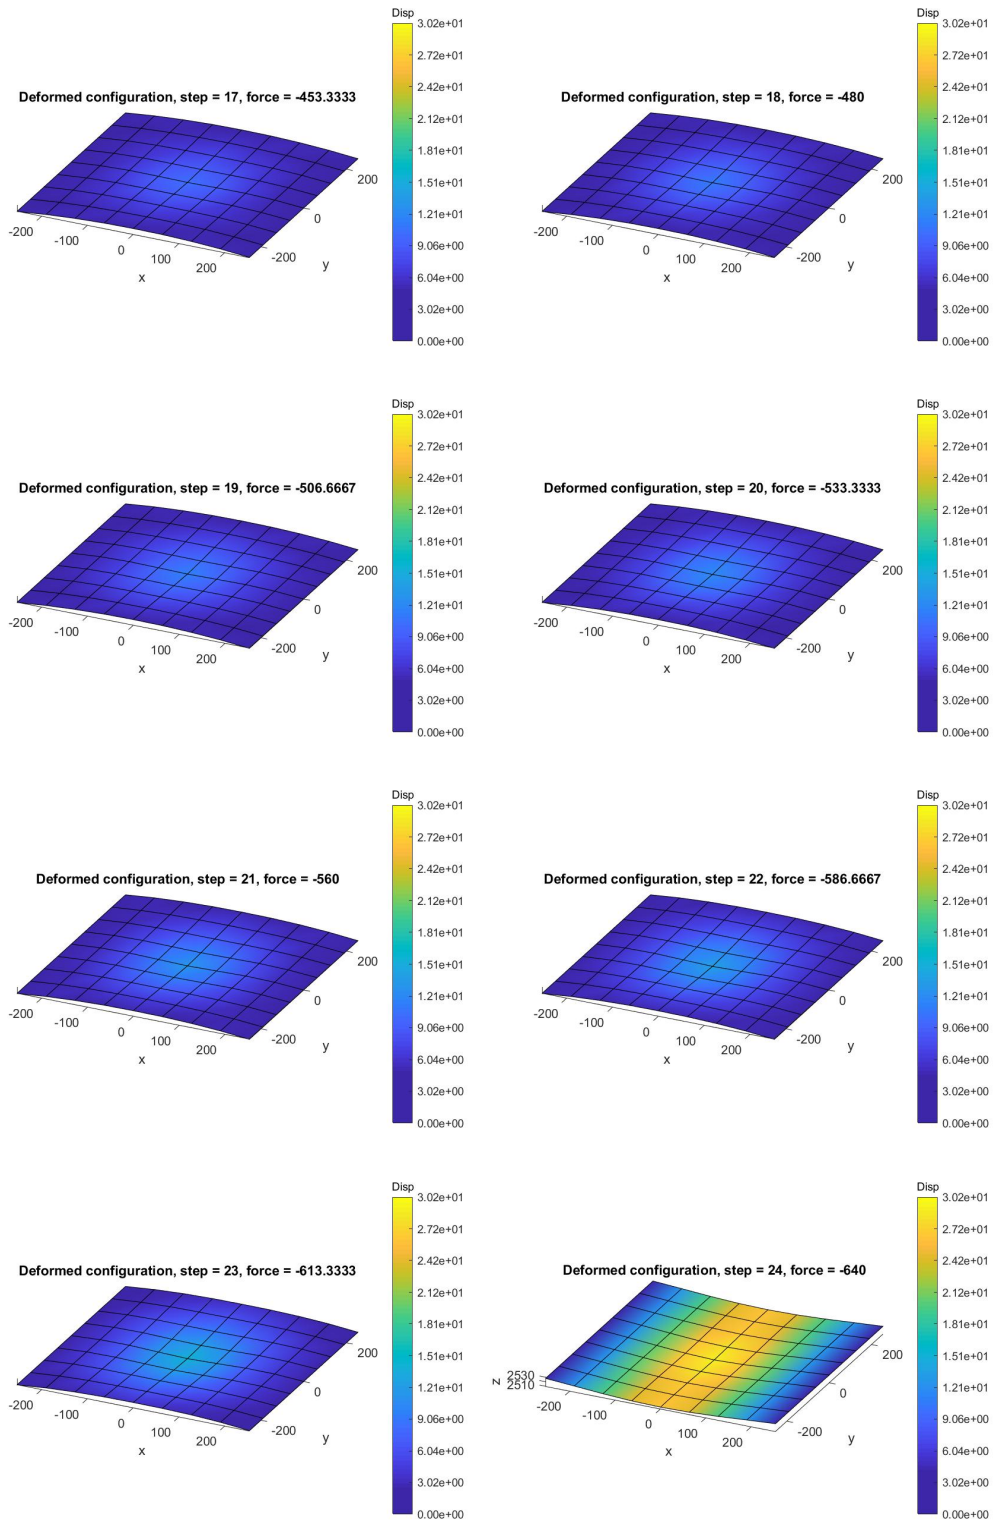 Disp
3.02e+01
2.72e+01
2.42e+01
2.12e+01
1.81e+01
1.51e+01
1.21e+01
9.06e+00
6.04e+00
3.02e+00
0.00e+00
Deformed configuration, step = 17, force = -453.3333
200
0
-200
y
-200
-100
0
100
200
x
Disp
3.02e+01
2.72e+01
2.42e+01
2.12e+01
1.81e+01
1.51e+01
1.21e+01
9.06e+00
6.04e+00
3.02e+00
0.00e+00
Deformed configuration, step = 18, force = -480
200
0
-200
y
-200
-100
0
100
200
x
Disp
3.02e+01
2.72e+01
2.42e+01
2.12e+01
1.81e+01
1.51e+01
1.21e+01
9.06e+00
6.04e+00
3.02e+00
0.00e+00
Deformed configuration, step = 19, force = -506.6667
200
0
-200
y
-200
-100
0
100
200
x
Disp
3.02e+01
2.72e+01
2.42e+01
2.12e+01
1.81e+01
1.51e+01
1.21e+01
9.06e+00
6.04e+00
3.02e+00
0.00e+00
Deformed configuration, step = 20, force = -533.3333
200
0
-200
y
-200
-100
0
100
200
x
Disp
3.02e+01
2.72e+01
2.42e+01
2.12e+01
1.81e+01
1.51e+01
1.21e+01
9.06e+00
6.04e+00
3.02e+00
0.00e+00
Deformed configuration, step = 21, force = -560
200
0
-200
y
-200
-100
0
100
200
x
Disp
3.02e+01
2.72e+01
2.42e+01
2.12e+01
1.81e+01
1.51e+01
1.21e+01
9.06e+00
6.04e+00
3.02e+00
0.00e+00
Deformed configuration, step = 22, force = -586.6667
200
0
-200
y
-200
-100
0
100
200
x
Disp
3.02e+01
2.72e+01
2.42e+01
2.12e+01
1.81e+01
1.51e+01
1.21e+01
9.06e+00
6.04e+00
3.02e+00
0.00e+00
Deformed configuration, step = 23, force = -613.3333
200
0
-200
y
-200
-100
0
100
200
x
Disp
3.02e+01
2.72e+01
2.42e+01
2.12e+01
1.81e+01
1.51e+01
1.21e+01
9.06e+00
6.04e+00
3.02e+00
0.00e+00
Deformed configuration, step = 24, force = -640
200
0
-200
y
z
2530
2510
-200
-100
0
100
200
x